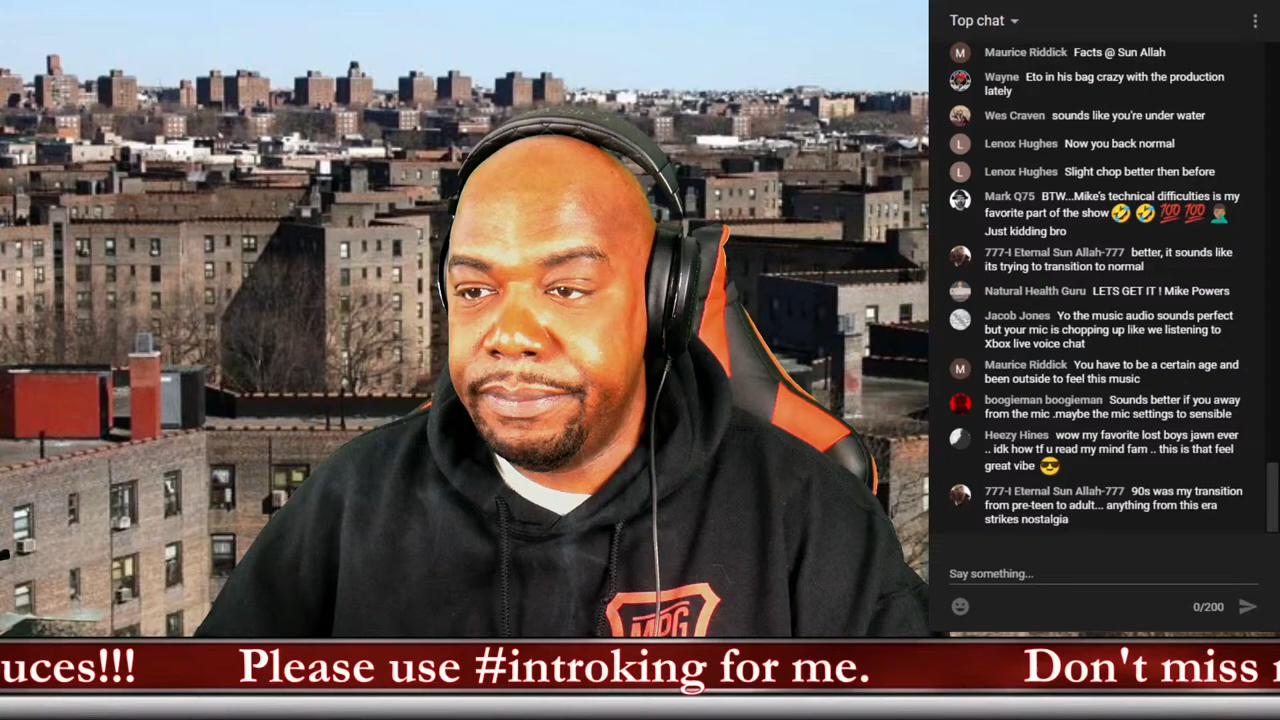 Top chat
Maurice Riddick Facts @ Sun Allah
Wayne Eto in his bag crazy with the production
lately
Wes Craven sounds like you're under water
L Lenox Hughes Now you back normal
L Lenox Hughes Slight chop better then before
Mark Q75 BTW...Mike's technical difficulties is my
favorite part of the show 🤣 🤣 💯 💯 🤦🏽‍♂️
Just kidding bro
777-I Eternal Sun Allah-777 better, it sounds like
its trying to transition to normal
Natural Health Guru LETS GET IT ! Mike Powers
Jacob Jones Yo the music audio sounds perfect
but your mic is chopping up like we listening to
Xbox live voice chat
M Maurice Riddick You have to be a certain age and
been outside to feel this music
boogieman boogieman Sounds better if you away
from the mic .maybe the mic settings to sensible
Heezy Hines wow my favorite lost boys jawn ever
.. idk how tf u read my mind fam .. this is that feel
great vibe 😎
777-I Eternal Sun Allah-777 90s was my transition
from pre-teen to adult... anything from this era
strikes nostalgia
Say something...
0/200
MPG
uces!!! Please use #introking for me. Don't miss